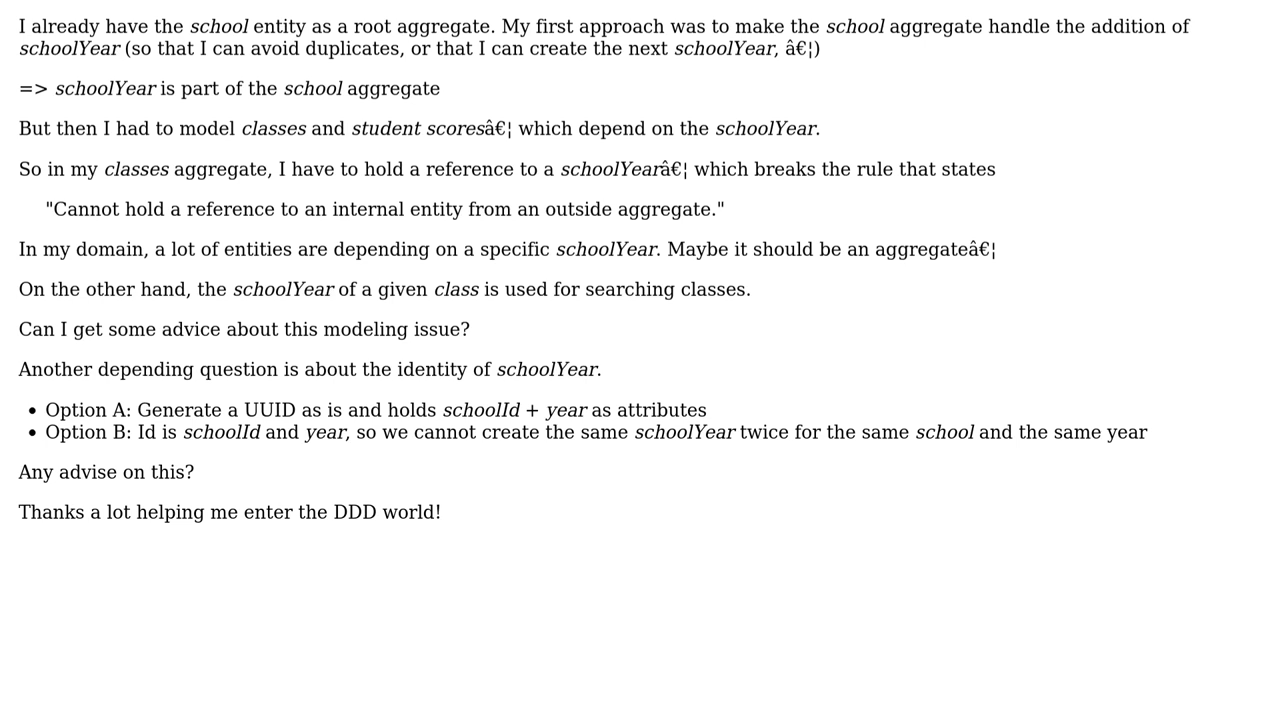 I already have the school entity as a root aggregate. My first approach was to make the school aggregate handle the addition of
schoolYear (so that I can avoid duplicates, or that I can create the next schoolYear, â€¦)
=> schoolYear is part of the school aggregate
But then I had to model classes and student scoresâ€¦ which depend on the schoolYear.
So in my classes aggregate, I have to hold a reference to a schoolYearâ€¦ which breaks the rule that states
"Cannot hold a reference to an internal entity from an outside aggregate."
In my domain, a lot of entities are depending on a specific schoolYear. Maybe it should be an aggregateâ€¦
On the other hand, the schoolYear of a given class is used for searching classes.
Can I get some advice about this modeling issue?
Another depending question is about the identity of schoolYear.
• Option A: Generate a UUID as is and holds schoolId + year as attributes
• Option B: Id is schoolId and year, so we cannot create the same schoolYear twice for the same school and the same year
Any advise on this?
Thanks a lot helping me enter the DDD world!